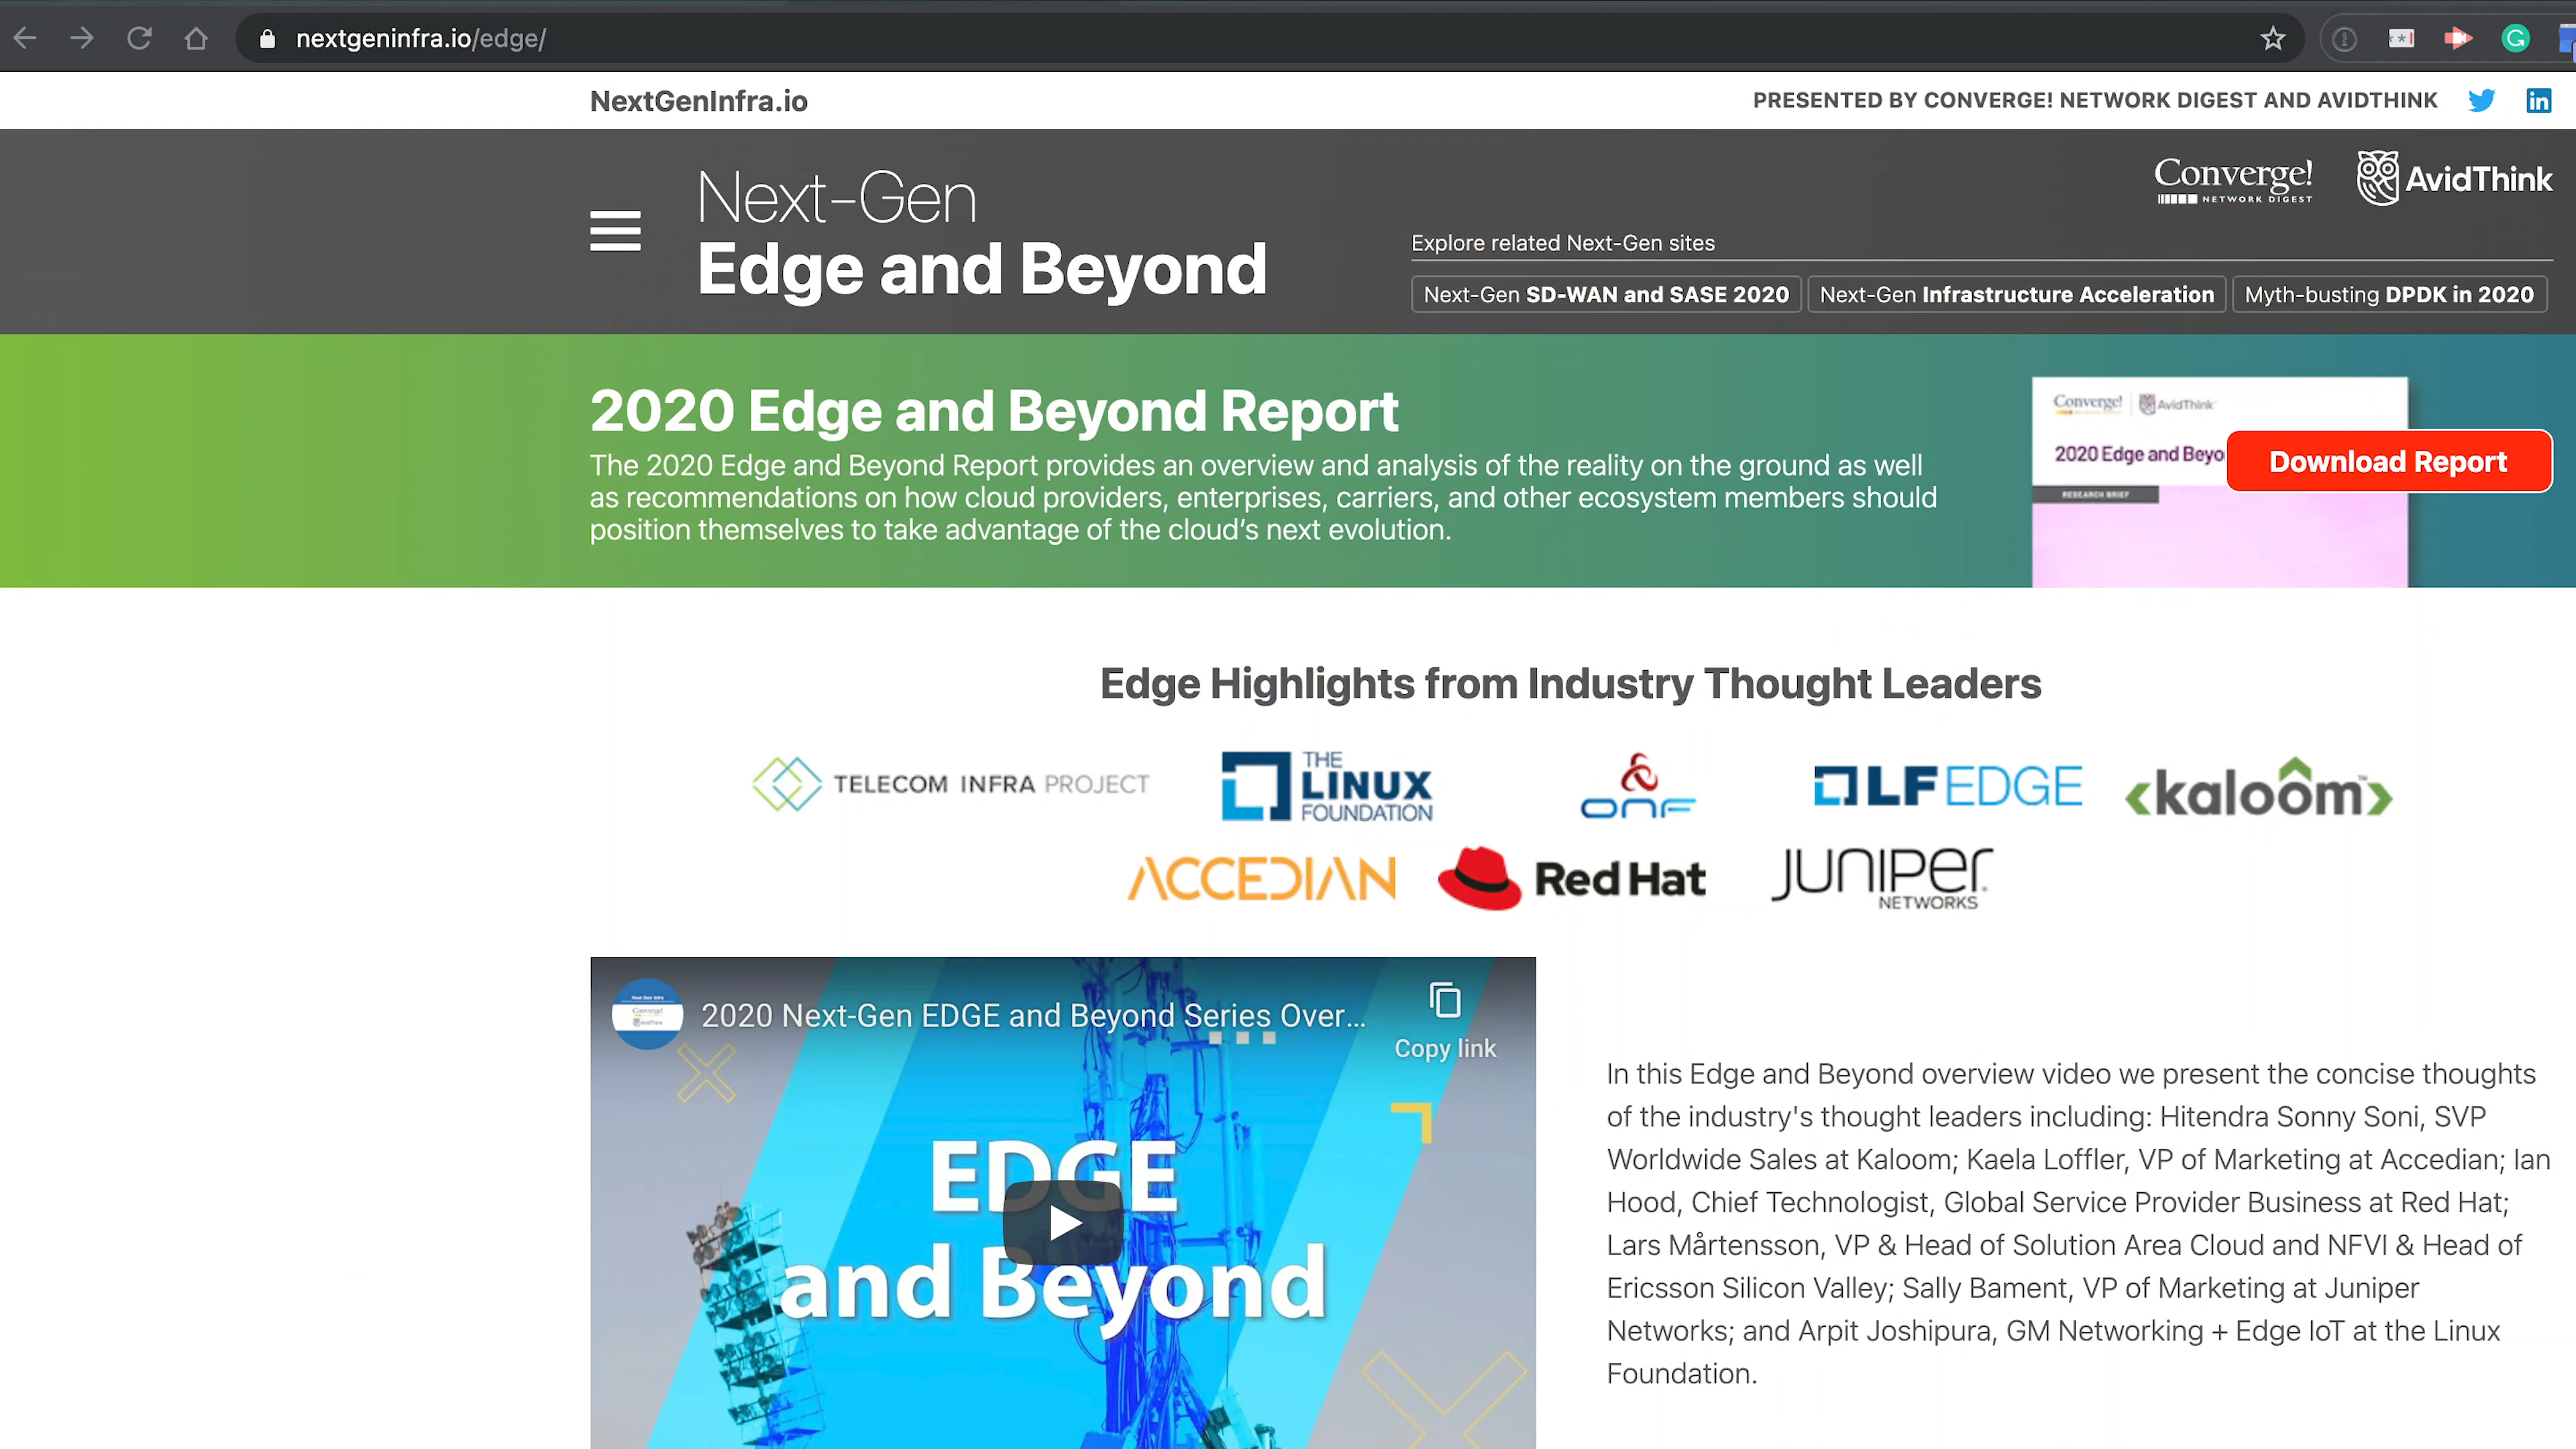 nextgeninfra.io/edge/
NextGenInfra.io
PRESENTED BY CONVERGE! NETWORK DIGEST AND AVIDTHINK
in
Next-Gen
Edge and Beyond
Converge!
NETWORK DIGEST
AvidThink
Explore related Next-Gen sites
Next-Gen SD-WAN and SASE 2020
Next-Gen Infrastructure Acceleration
Myth-busting DPDK in 2020
2020 Edge and Beyond Report
The 2020 Edge and Beyond Report provides an overview and analysis of the reality on the ground as well
as recommendations on how cloud providers, enterprises, carriers, and other ecosystem members should
position themselves to take advantage of the cloud’s next evolution.
Converge! AvidThink
2020 Edge and Beyo
RESEARCH BRIEF
Download Report
Edge Highlights from Industry Thought Leaders
TELECOM INFRA PROJECT
THE
LINUX
FOUNDATION
ONF
LF EDGE
kaloom™
ACCEDIAN
Red Hat
JUNIPER
NETWORKS
Next Gen Infra
Converge!
AvidThink
2020 Next-Gen EDGE and Beyond Series Over...
Copy link
EDGE
and Beyond
In this Edge and Beyond overview video we present the concise thoughts
of the industry's thought leaders including: Hitendra Sonny Soni, SVP
Worldwide Sales at Kaloom; Kaela Loffler, VP of Marketing at Accedian; Ian
Hood, Chief Technologist, Global Service Provider Business at Red Hat;
Lars Mårtensson, VP & Head of Solution Area Cloud and NFVI & Head of
Ericsson Silicon Valley; Sally Bament, VP of Marketing at Juniper
Networks; and Arpit Joshipura, GM Networking + Edge IoT at the Linux
Foundation.